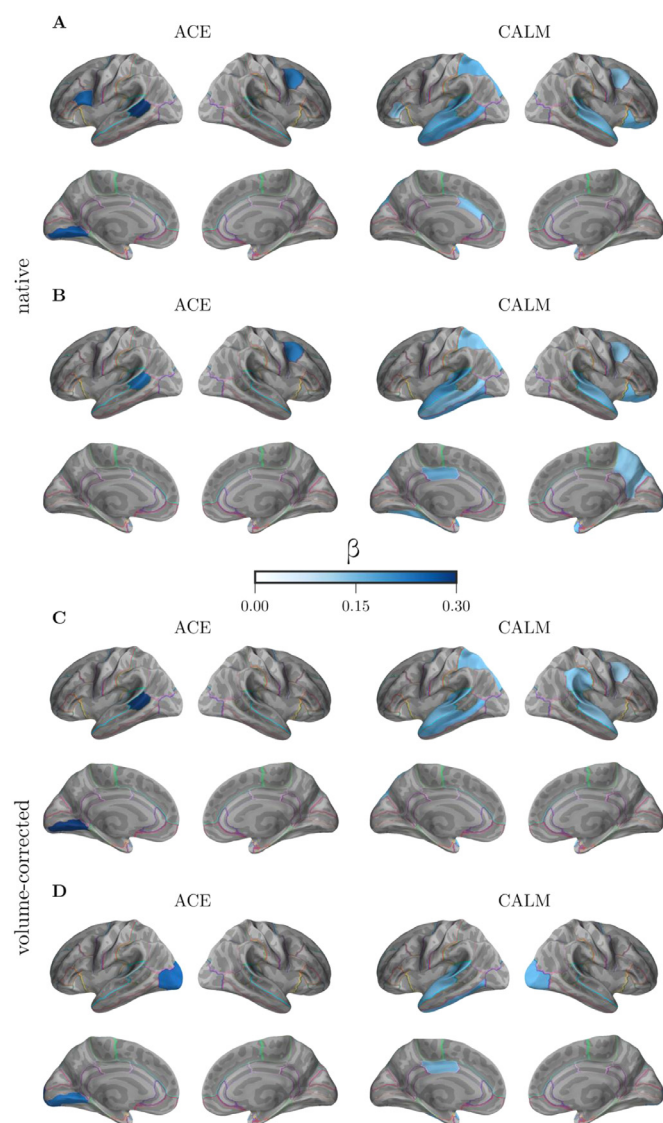 A
ACE CALM
native
B
ACE CALM
β
0.00 0.15 0.30
C
ACE CALM
volume-corrected
D
ACE CALM